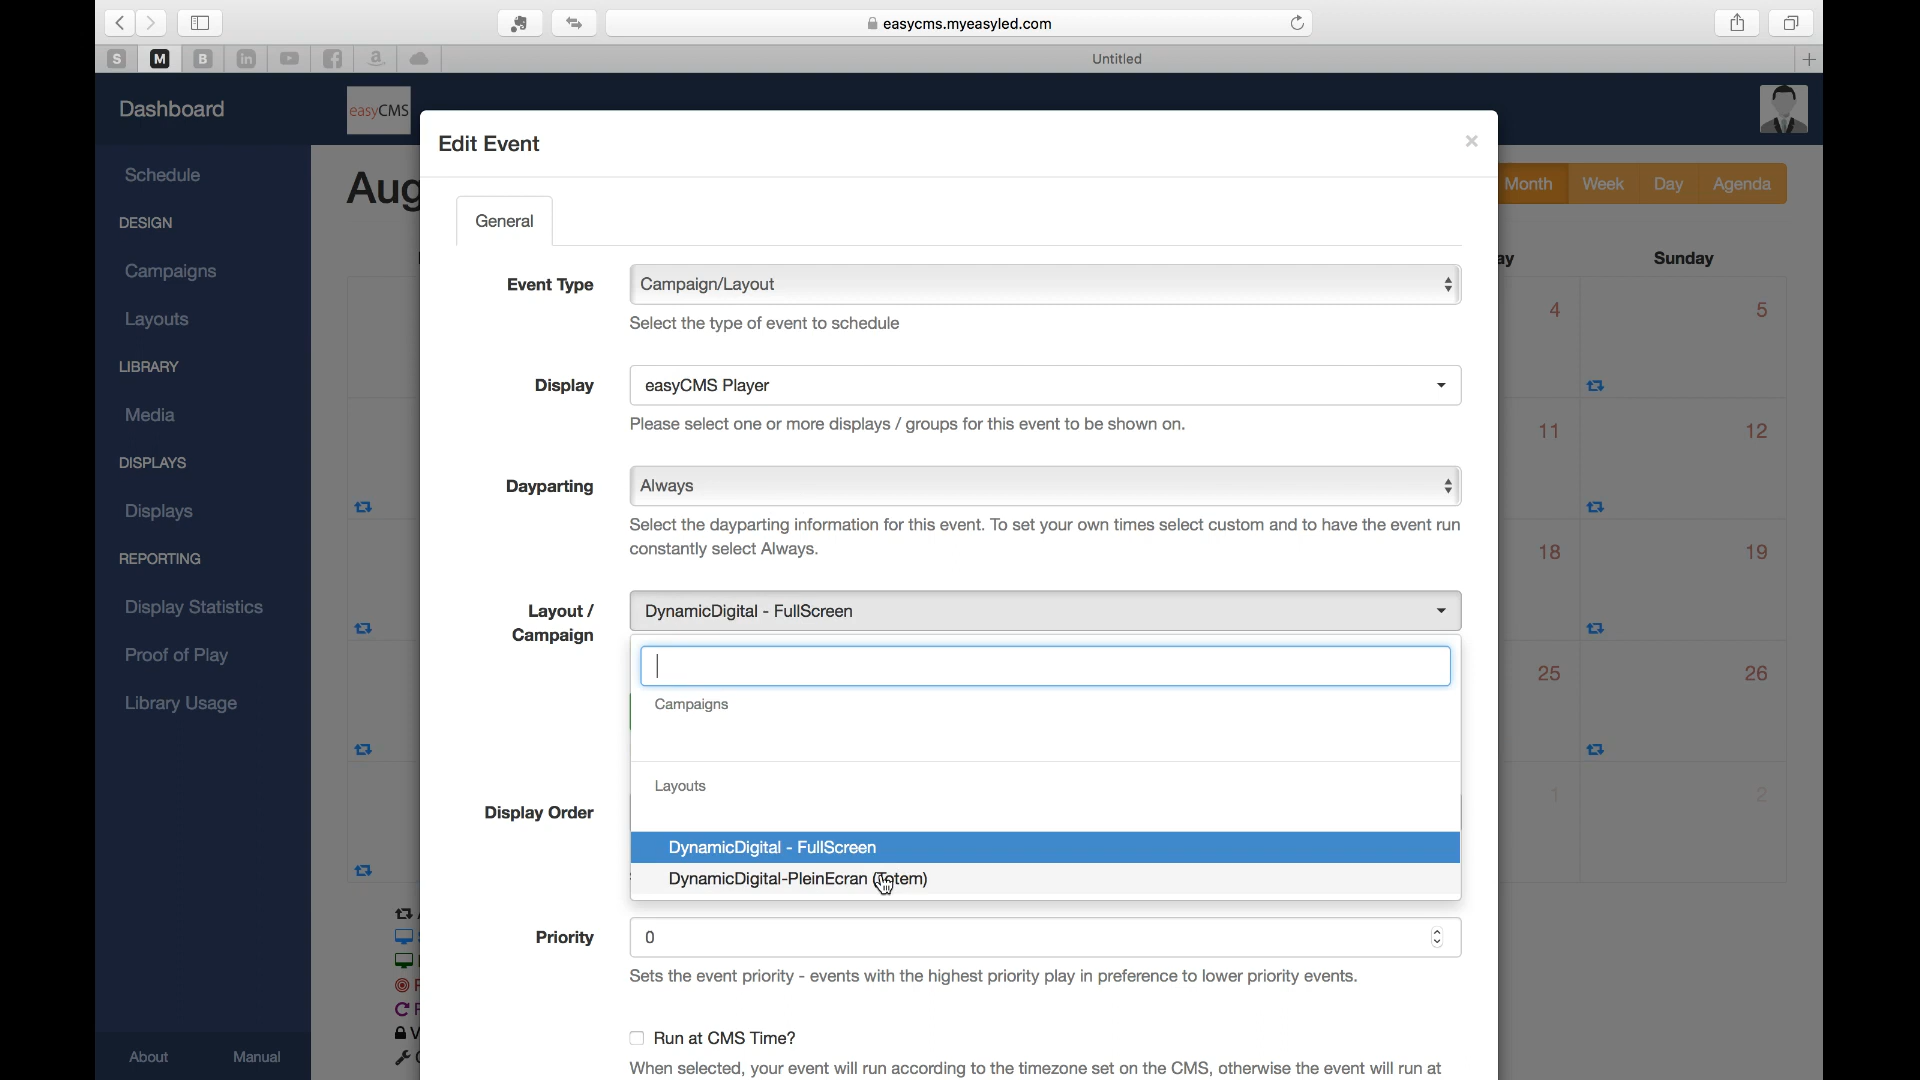 easycms.myeasyled.com
S
M
B
in
a
Untitled
Dashboard
easyCMS
Schedule
DESIGN
Campaigns
Layouts
LIBRARY
Media
DISPLAYS
Displays
REPORTING
Display Statistics
Proof of Play
Library Usage
About
Manual
Aug
Month
Week
Day
Agenda
ay
Sunday
4
5
11
12
18
19
25
26
1
2
Edit Event
×
General
Event Type
Campaign/Layout
Select the type of event to schedule
Display
easyCMS Player
Please select one or more displays / groups for this event to be shown on.
Dayparting
Always
Select the dayparting information for this event. To set your own times select custom and to have the event run
constantly select Always.
Layout /
Campaign
DynamicDigital - FullScreen
Campaigns
Layouts
DynamicDigital - FullScreen
DynamicDigital-PleinEcran (Totem)
Display Order
Priority
0
Sets the event priority - events with the highest priority play in preference to lower priority events.
Run at CMS Time?
When selected, your event will run according to the timezone set on the CMS, otherwise the event will run at